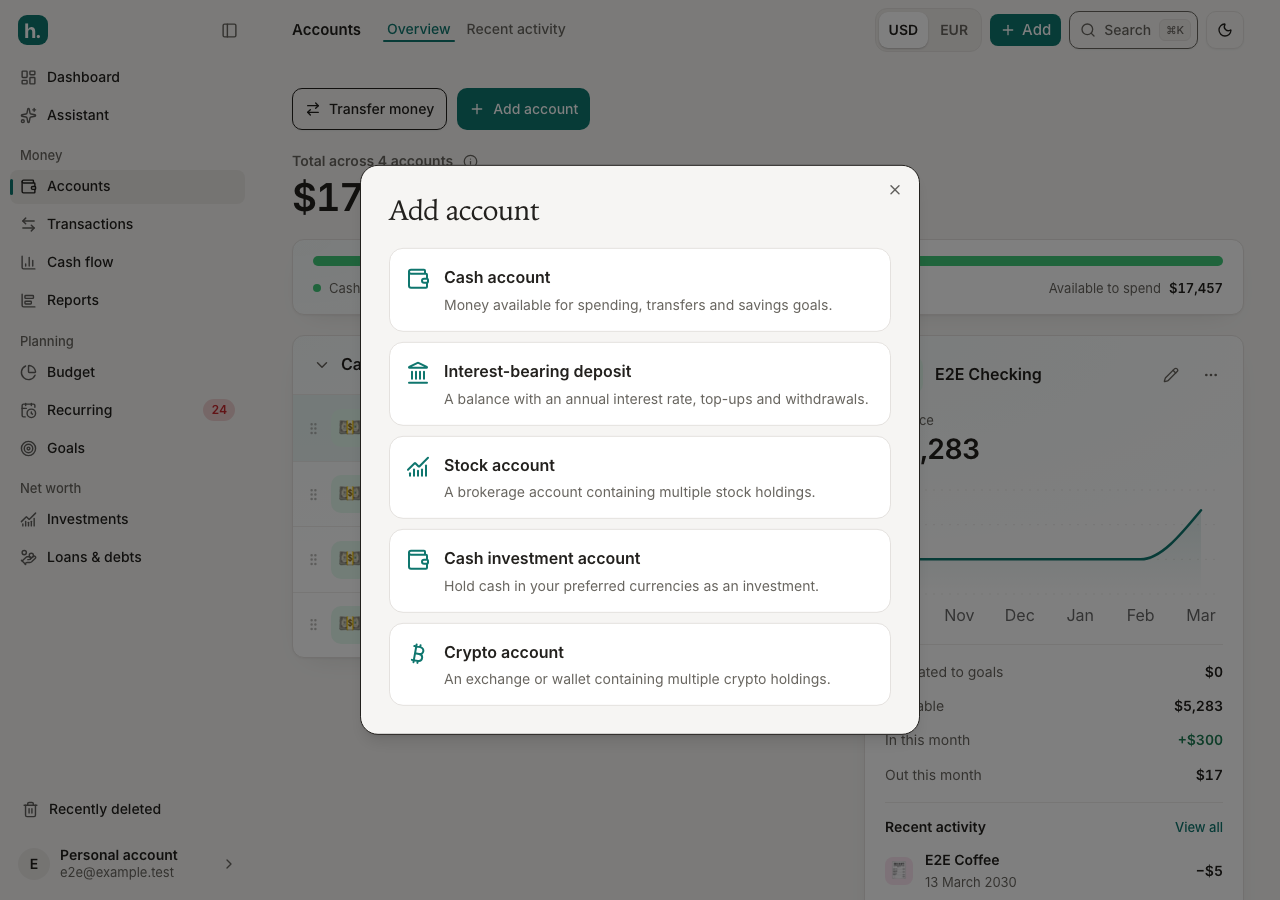 h.
Dashboard
Assistant
Money
Accounts
Transactions
Cash flow
Reports
Planning
Budget
Recurring 24
Goals
Net worth
Investments
Loans & debts
Recently deleted
E
Personal account
e2e@example.test
Accounts Overview Recent activity
USD EUR
+ Add
Search ⌘K
Transfer money
+ Add account
Total across 4 accounts
$17
Cash
Available to spend $17,457
E2E Checking
,283
Nov Dec Jan Feb Mar
to goals $0
$5,283
In this month +$300
Out this month $17
Recent activity View all
E2E Coffee
13 March 2030
−$5
Add account
Cash account
Money available for spending, transfers and savings goals.
Interest-bearing deposit
A balance with an annual interest rate, top-ups and withdrawals.
Stock account
A brokerage account containing multiple stock holdings.
Cash investment account
Hold cash in your preferred currencies as an investment.
Crypto account
An exchange or wallet containing multiple crypto holdings.